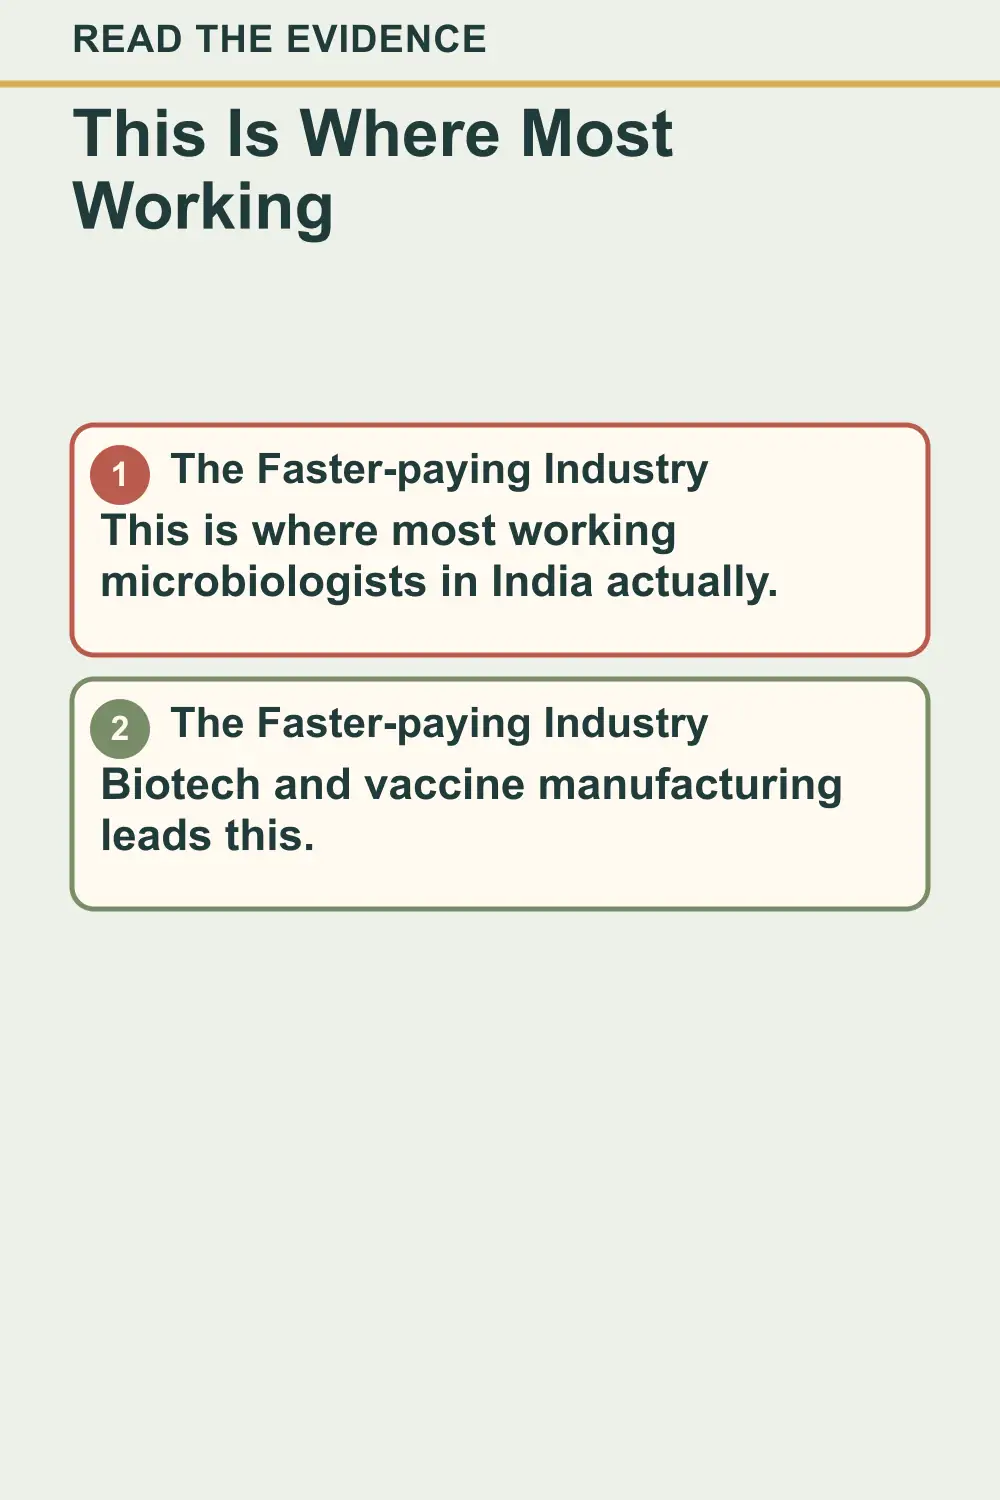 READ THE EVIDENCE
This Is Where Most
Working
1 The Faster-paying Industry
This is where most working
microbiologists in India actually.
2 The Faster-paying Industry
Biotech and vaccine manufacturing
leads this.